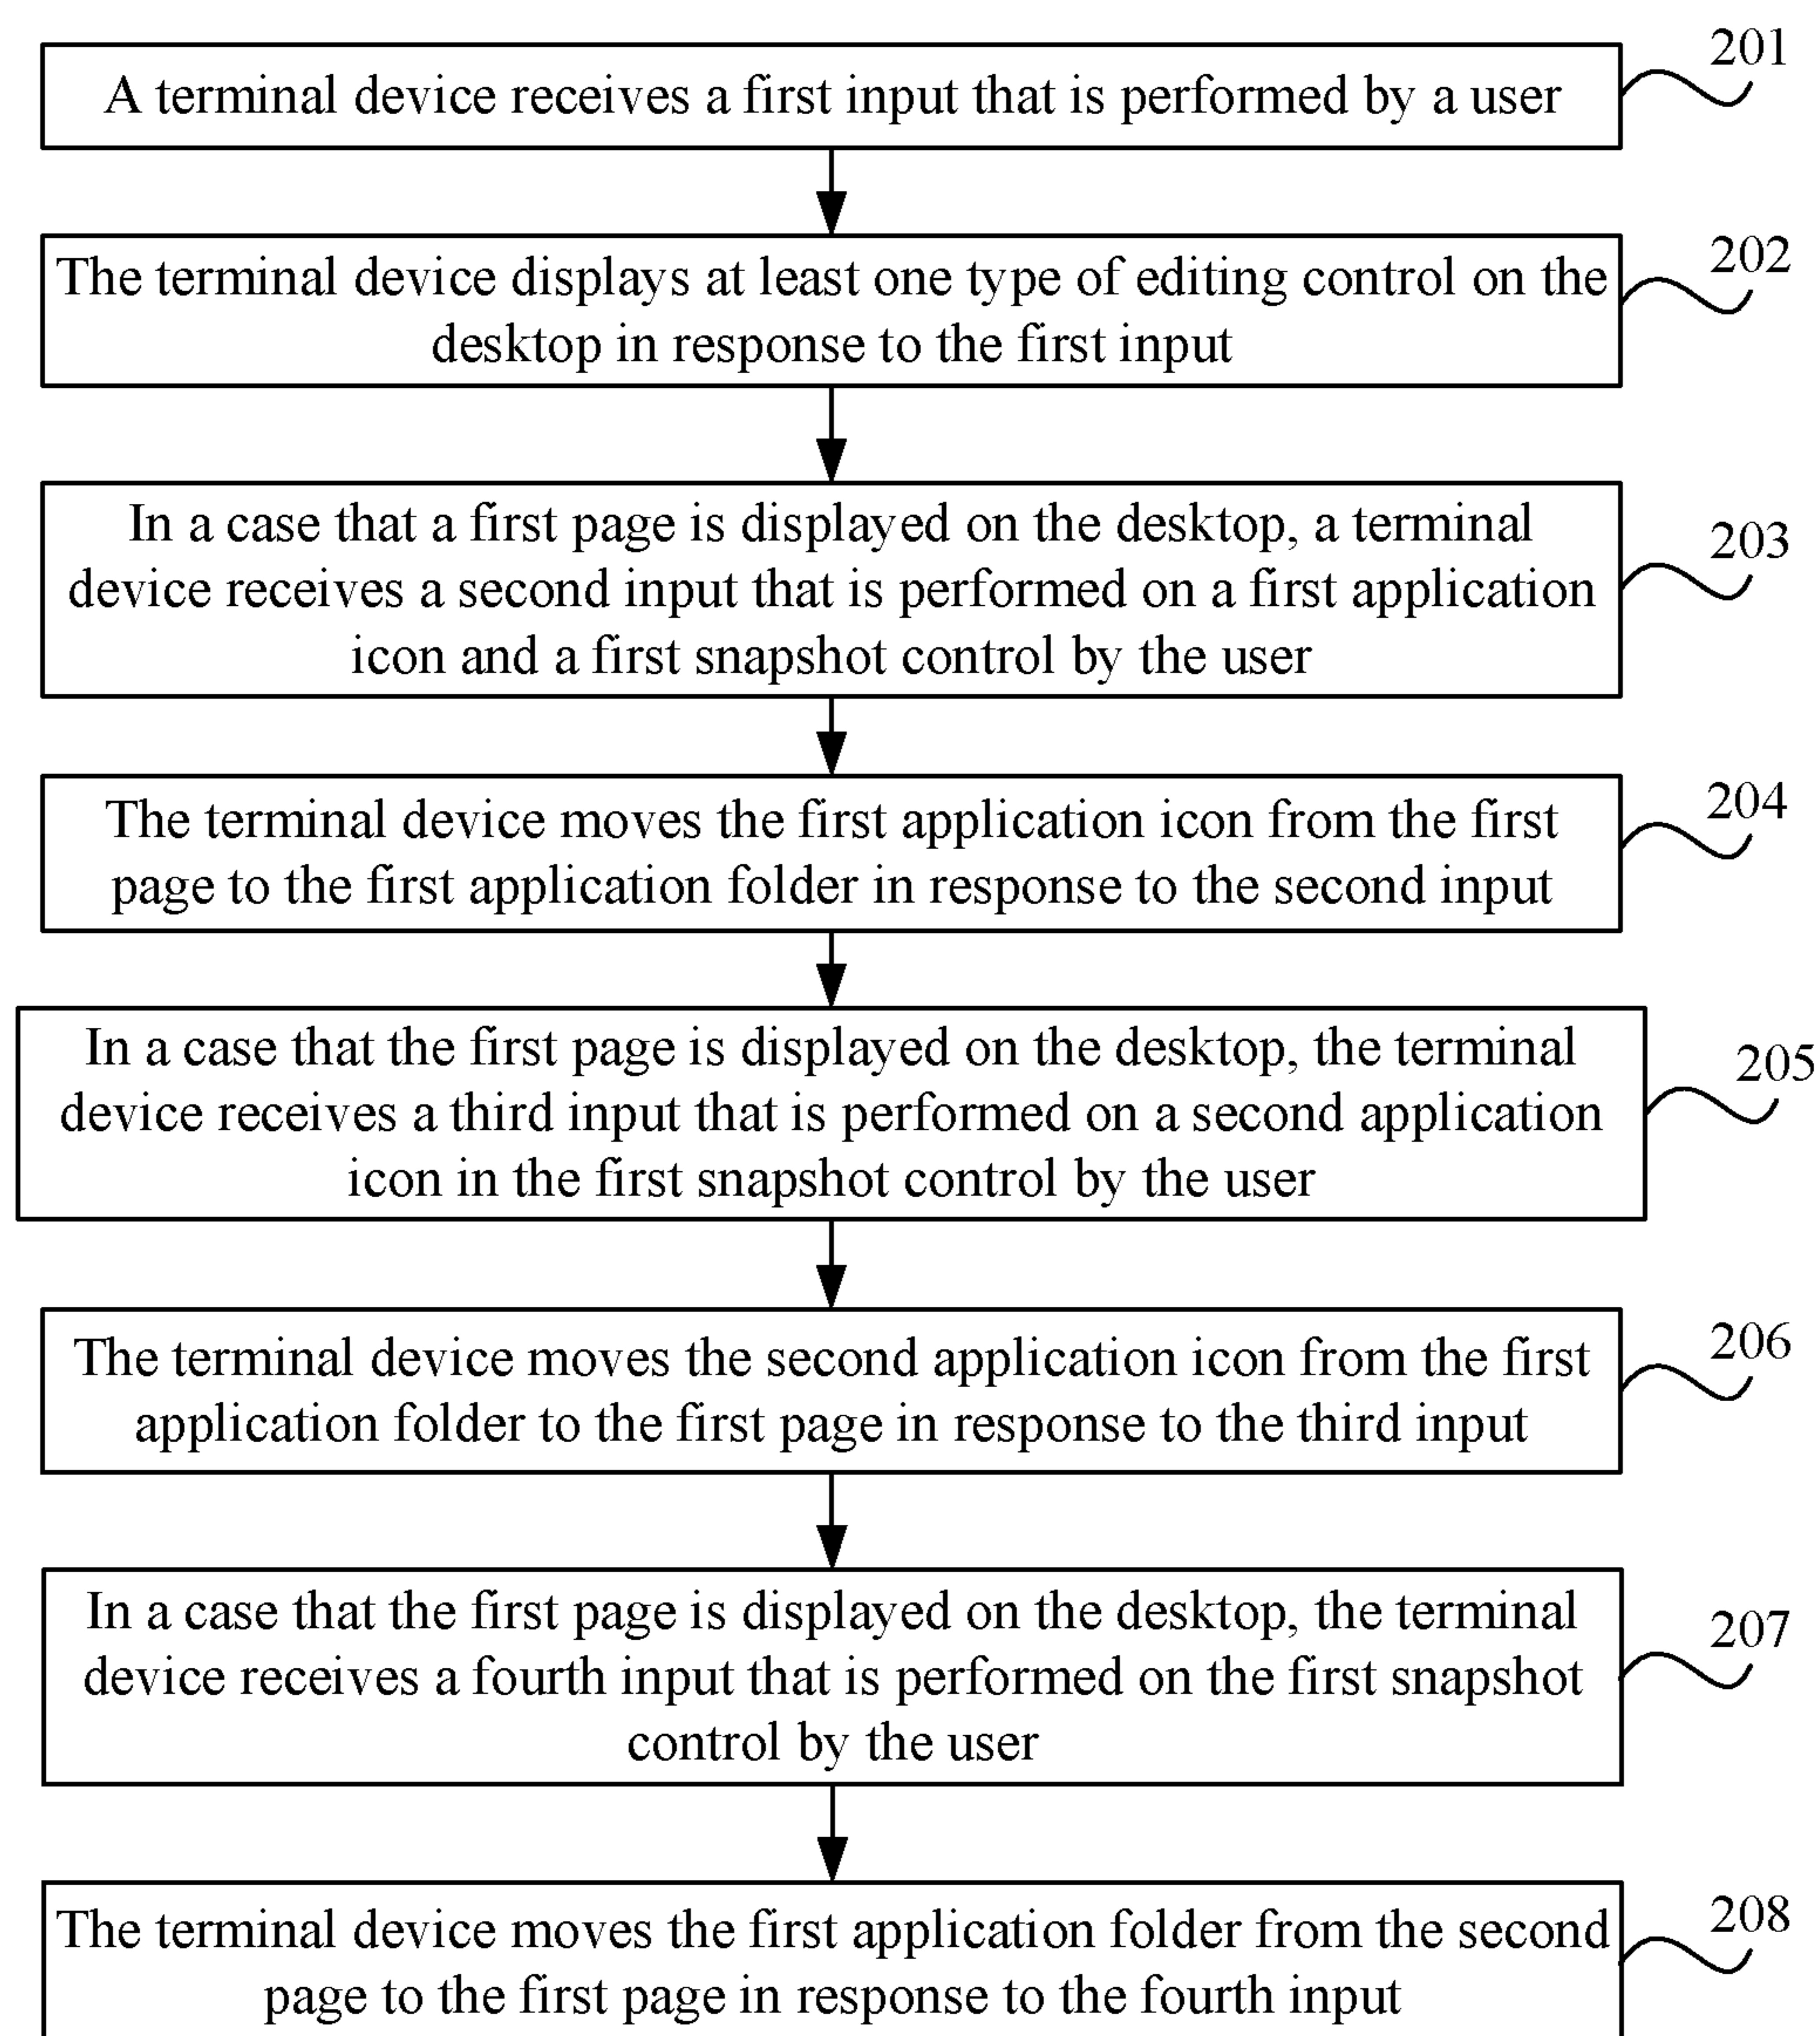 201
A terminal device receives a first input that is performed by a user
202
The terminal device displays at least one type of editing control on the
desktop in response to the first input
203
In a case that a first page is displayed on the desktop, a terminal
device receives a second input that is performed on a first application
icon and a first snapshot control by the user
204
The terminal device moves the first application icon from the first
page to the first application folder in response to the second input
205
In a case that the first page is displayed on the desktop, the terminal
device receives a third input that is performed on a second application
icon in the first snapshot control by the user
206
The terminal device moves the second application icon from the first
application folder to the first page in response to the third input
207
In a case that the first page is displayed on the desktop, the terminal
device receives a fourth input that is performed on the first snapshot
control by the user
208
The terminal device moves the first application folder from the second
page to the first page in response to the fourth input